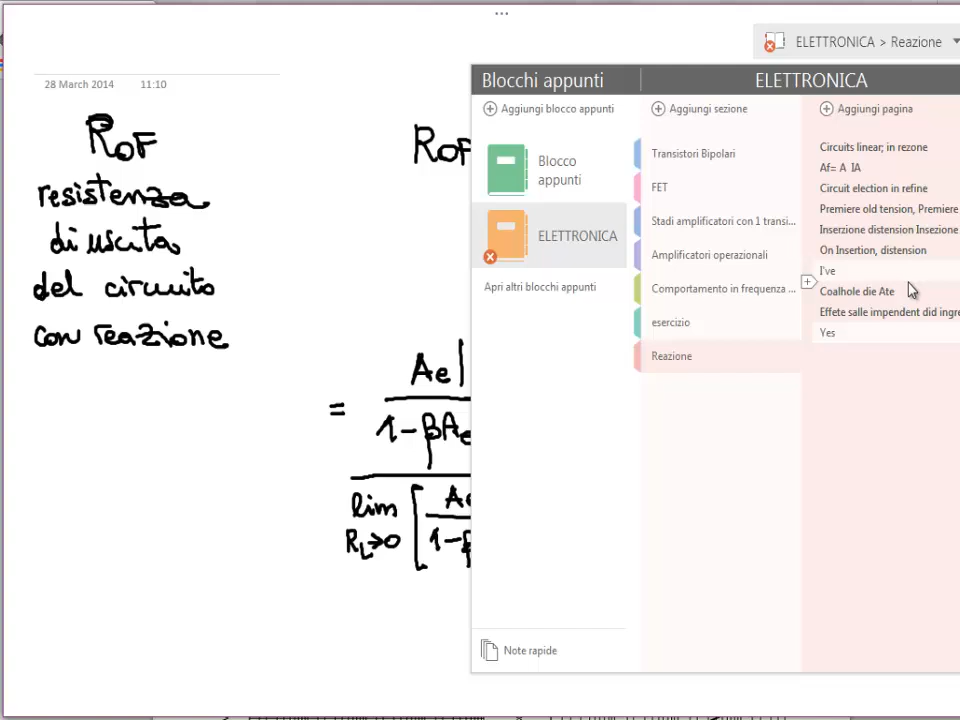 ELETTRONICA > Reazione
Blocchi appunti
ELETTRONICA
28 March 2014 11:10
Aggiungi blocco appunti
Aggiungi sezione
Aggiungi pagina
Blocco
appunti
ELETTRONICA
Apri altri blocchi appunti
Note rapide
Transistori Bipolari
FET
Stadi amplificatori con 1 transi...
Amplificatori operazionali
Comportamento in frequenza ...
esercizio
Reazione
Circuits linear; in rezone
Af= A IA
Circuit election in refine
Premiere old tension, Premiere
Inserzione distension Insezione
On Insertion, distension
I've
Coalhole die Ate
Effete salle impendent did ingre
Yes
ROF
resistenza
di uscita
del circuito
con reazione
ROF
= Ae|
1-βAe
lim
RL→0 [ Ae
1-β